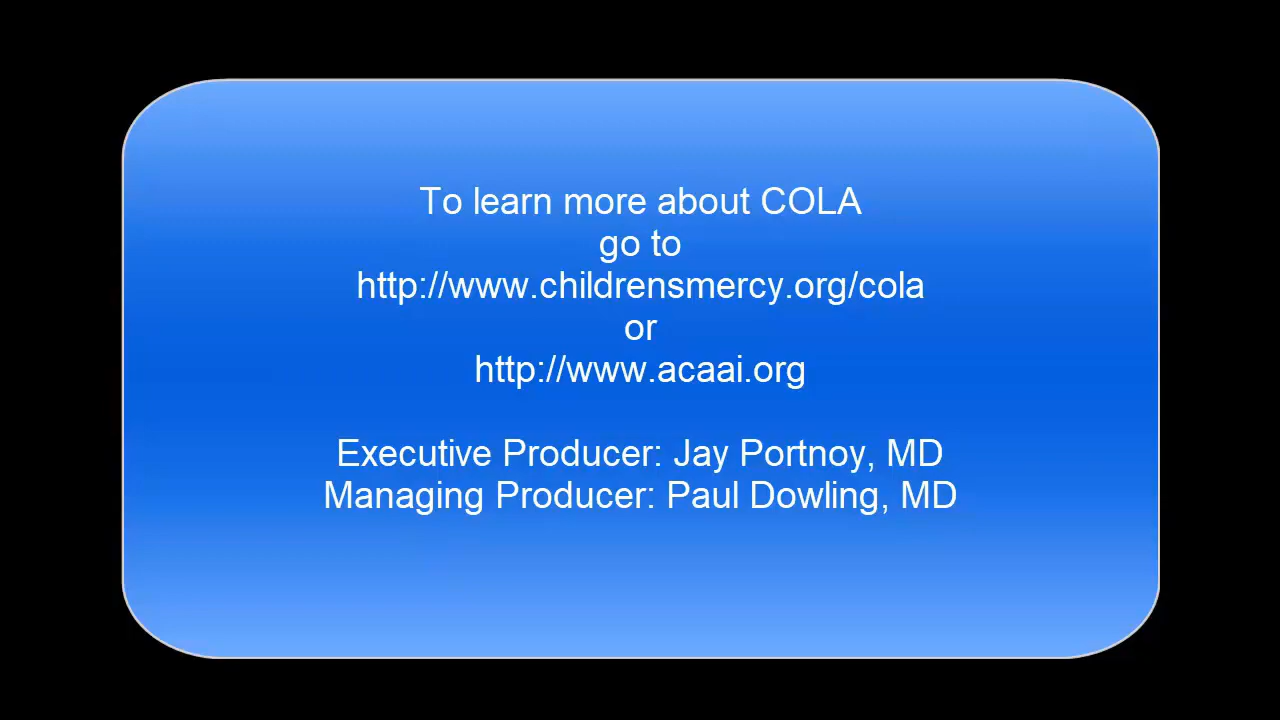 To learn more about COLA
go to
http://www.childrensmercy.org/cola
or
http://www.acaai.org
Executive Producer: Jay Portnoy, MD
Managing Producer: Paul Dowling, MD